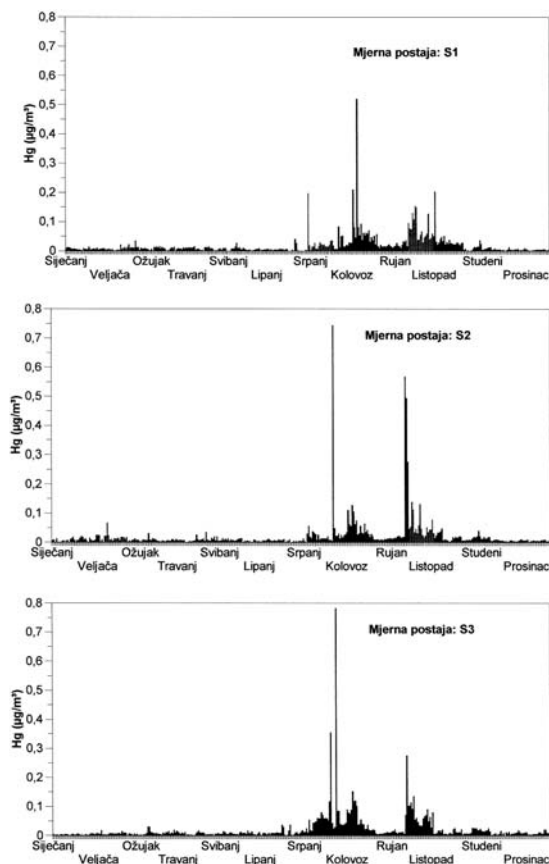 0,8
Mjerna postaja: S1
0,7
0,6
0,5
Hg (µg/m³)
0,4
0,3
0,2
0,1
0
Siječanj Ožujak Svibanj Srpanj Rujan Studeni
Veljača Travanj Lipanj Kolovoz Listopad Prosinac
0,8
Mjerna postaja: S2
0,7
0,6
0,5
Hg (µg/m³)
0,4
0,3
0,2
0,1
0
Siječanj Ožujak Svibanj Srpanj Rujan Studeni
Veljača Travanj Lipanj Kolovoz Listopad Prosinac
0,8
Mjerna postaja: S3
0,7
0,6
0,5
Hg (µg/m³)
0,4
0,3
0,2
0,1
0
Siječanj Ožujak Svibanj Srpanj Rujan Studeni
Veljača Travanj Lipanj Kolovoz Listopad Prosinac